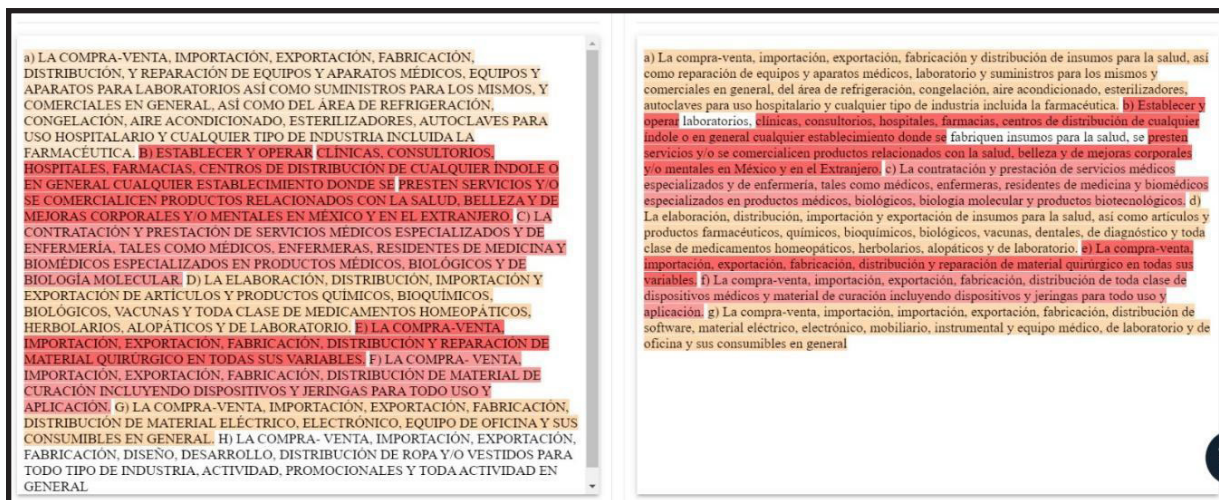 a) LA COMPRA-VENTA, IMPORTACIÓN, EXPORTACIÓN, FABRICACIÓN,
DISTRIBUCIÓN, Y REPARACIÓN DE EQUIPOS Y APARATOS MÉDICOS, EQUIPOS Y
APARATOS PARA LABORATORIOS ASÍ COMO SUMINISTROS PARA LOS MISMOS, Y
COMERCIALES EN GENERAL, ASÍ COMO DEL ÁREA DE REFRIGERACIÓN,
CONGELACIÓN, AIRE ACONDICIONADO, ESTERILIZADORES, AUTOCLAVES PARA
USO HOSPITALARIO Y CUALQUIER TIPO DE INDUSTRIA INCLUIDA LA
FARMACÉUTICA. B) ESTABLECER Y OPERAR CLÍNICAS, CONSULTORIOS,
HOSPITALES, FARMACIAS, CENTROS DE DISTRIBUCIÓN DE CUALQUIER ÍNDOLE O
EN GENERAL CUALQUIER ESTABLECIMIENTO DONDE SE PRESTEN SERVICIOS Y/O
SE COMERCIALICEN PRODUCTOS RELACIONADOS CON LA SALUD, BELLEZA Y DE
MEJORAS CORPORALES Y/O MENTALES EN MÉXICO Y EN EL EXTRANJERO. C) LA
CONTRATACIÓN Y PRESTACIÓN DE SERVICIOS MÉDICOS ESPECIALIZADOS Y DE
ENFERMERÍA, TALES COMO MÉDICOS, ENFERMERAS, RESIDENTES DE MEDICINA Y
BIOMÉDICOS ESPECIALIZADOS EN PRODUCTOS MÉDICOS, BIOLÓGICOS Y DE
BIOLOGÍA MOLECULAR. D) LA ELABORACIÓN, DISTRIBUCIÓN, IMPORTACIÓN Y
EXPORTACIÓN DE ARTÍCULOS Y PRODUCTOS QUÍMICOS, BIOQUÍMICOS,
BIOLÓGICOS, VACUNAS Y TODA CLASE DE MEDICAMENTOS HOMEOPÁTICOS,
HERBOLARIOS, ALOPÁTICOS Y DE LABORATORIO. E) LA COMPRA-VENTA,
IMPORTACIÓN, EXPORTACIÓN, FABRICACIÓN, DISTRIBUCIÓN Y REPARACIÓN DE
MATERIAL QUIRÚRGICO EN TODAS SUS VARIABLES. F) LA COMPRA- VENTA,
IMPORTACIÓN, EXPORTACIÓN, FABRICACIÓN, DISTRIBUCIÓN DE MATERIAL DE
CURACIÓN INCLUYENDO DISPOSITIVOS Y JERINGAS PARA TODO USO Y
APLICACIÓN. G) LA COMPRA-VENTA, IMPORTACIÓN, EXPORTACIÓN, FABRICACIÓN,
DISTRIBUCIÓN DE MATERIAL ELÉCTRICO, ELECTRÓNICO, EQUIPO DE OFICINA Y SUS
CONSUMIBLES EN GENERAL. H) LA COMPRA- VENTA, IMPORTACIÓN, EXPORTACIÓN,
FABRICACIÓN, DISEÑO, DESARROLLO, DISTRIBUCIÓN DE ROPA Y/O VESTIDOS PARA
TODO TIPO DE INDUSTRIA, ACTIVIDAD, PROMOCIONALES Y TODA ACTIVIDAD EN
GENERAL
a) La compra-venta, importación, exportación, fabricación y distribución de insumos para la salud, así
como reparación de equipos y aparatos médicos, laboratorio y suministros para los mismos y
comerciales en general, del área de refrigeración, congelación, aire acondicionado, esterilizadores,
autoclaves para uso hospitalario y cualquier tipo de industria incluida la farmacéutica. b) Establecer y
operar laboratorios, clínicas, consultorios, hospitales, farmacias, centros de distribución de cualquier
índole o en general cualquier establecimiento donde se fabriquen insumos para la salud, se presten
servicios y/o se comercialicen productos relacionados con la salud, belleza y de mejoras corporales
y/o mentales en México y en el Extranjero. c) La contratación y prestación de servicios médicos
especializados y de enfermería, tales como médicos, enfermeras, residentes de medicina y biomédicos
especializados en productos médicos, biológicos, biología molecular y productos biotecnológicos. d)
La elaboración, distribución, importación y exportación de insumos para la salud, así como artículos y
productos farmacéuticos, químicos, bioquímicos, biológicos, vacunas, dentales, de diagnóstico y toda
clase de medicamentos homeopáticos, herbolarios, alopáticos y de laboratorio. e) La compra-venta,
importación, exportación, fabricación, distribución y reparación de material quirúrgico en todas sus
variables. f) La compra-venta, importación, exportación, fabricación, distribución de toda clase de
dispositivos médicos y material de curación incluyendo dispositivos y jeringas para todo uso y
aplicación. g) La compra-venta, importación, importación, exportación, fabricación, distribución de
software, material eléctrico, electrónico, mobiliario, instrumental y equipo médico, de laboratorio y de
oficina y sus consumibles en general